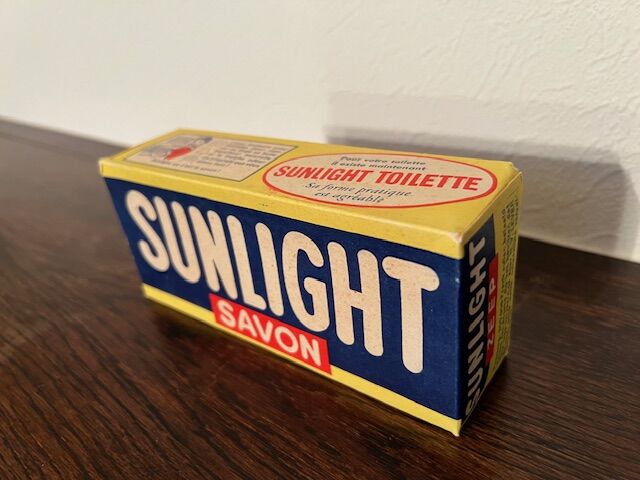 Pour votre toilette
il existe maintenant
SUNLIGHT TOILETTE
Sa forme pratique
est agréable
SUNLIGHT
SAVON
SUNLIGHT
ZEEP